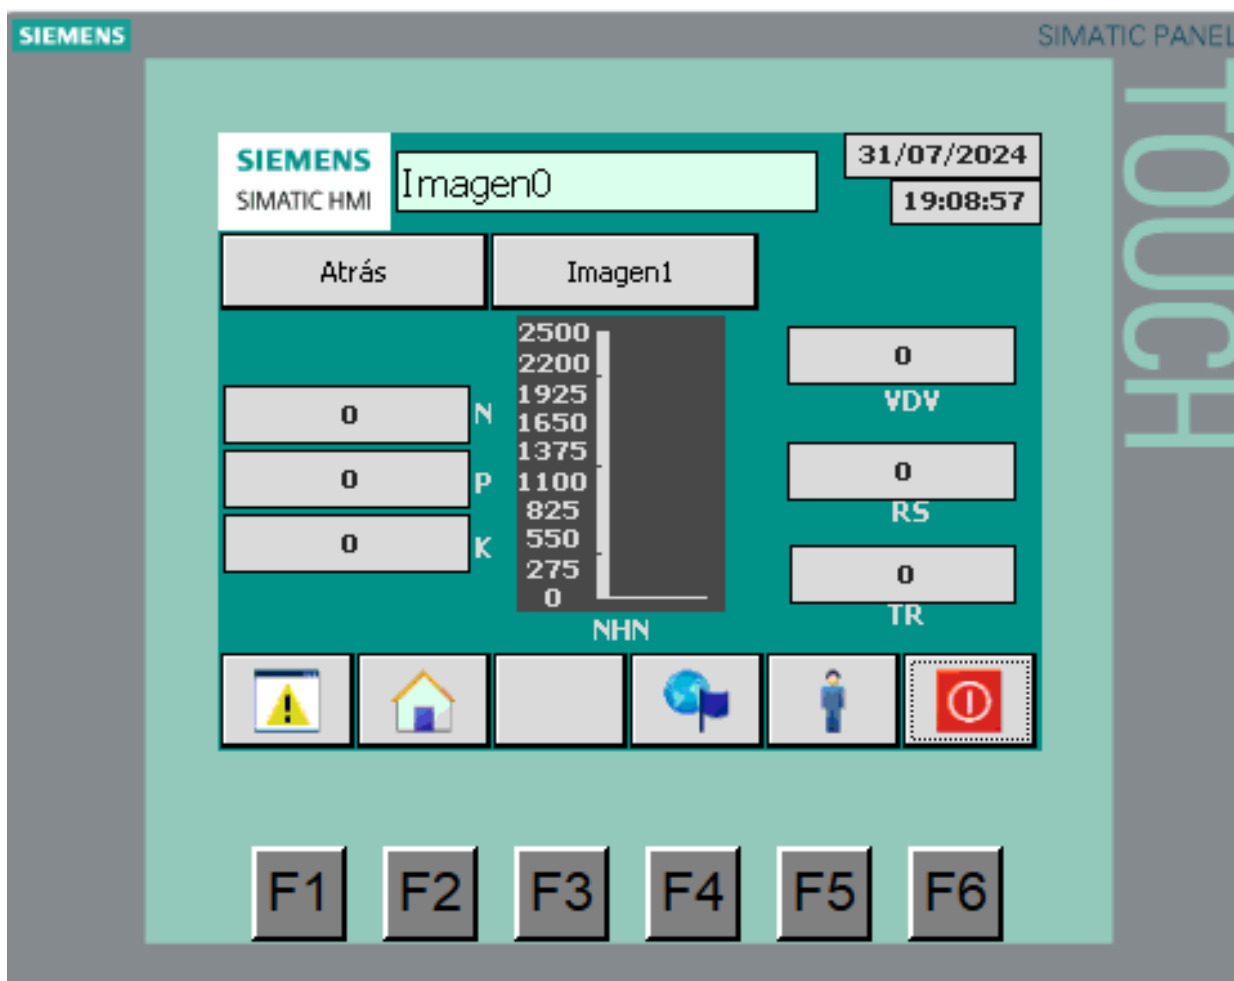 SIEMENS
SIMATIC PANEL
TOUCH
SIEMENS
SIMATIC HMI
Imagen0
31/07/2024
19:08:57
Atrás
Imagen1
2500
2200
1925
1650
1375
1100
825
550
275
0
NHN
0 N
0 P
0 K
0
VDV
0
RS
0
TR
F1 F2 F3 F4 F5 F6